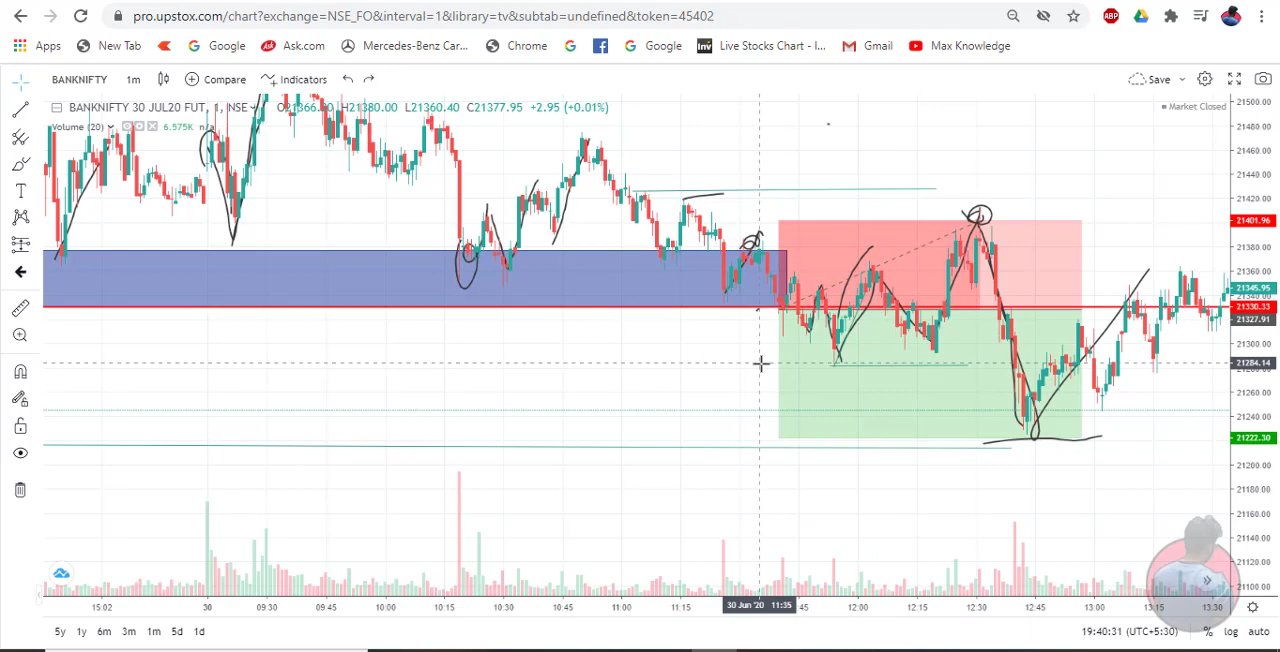 pro.upstox.com/chart?exchange=NSE_FO&interval=1&library=tv&subtab=undefined&token=45402
ABP
Apps New Tab Google Ask.com Mercedes-Benz Ca... Chrome Google Inv Live Stocks Chart - I... Gmail Max Knowledge
BANKNIFTY 1m Compare Indicators Save
BANKNIFTY 30 JUL20 FUT, 1, NSE H21380.00 L21360.40 C21377.95 +2.95 (+0.01%)
Market Closed
Volume (20) 6.575K
21500.00
21480.00
21460.00
21440.00
21420.00
21401.96
21380.00
21360.00
21345.95
21340.00
21330.33
21327.91
21300.00
21284.14
21260.00
21240.00
21222.30
21200.00
21180.00
21160.00
21140.00
21120.00
21100.00
15:02 30 09:30 09:45 10:15 10:30 10:45 11:00 11:15 30 Jun '20 11:35 :45 12:00 12:15 12:30 12:45 13:00 13:15 13:30
5y 1y 6m 3m 1m 5d 1d 19:40:31 (UTC+5:30) % log auto